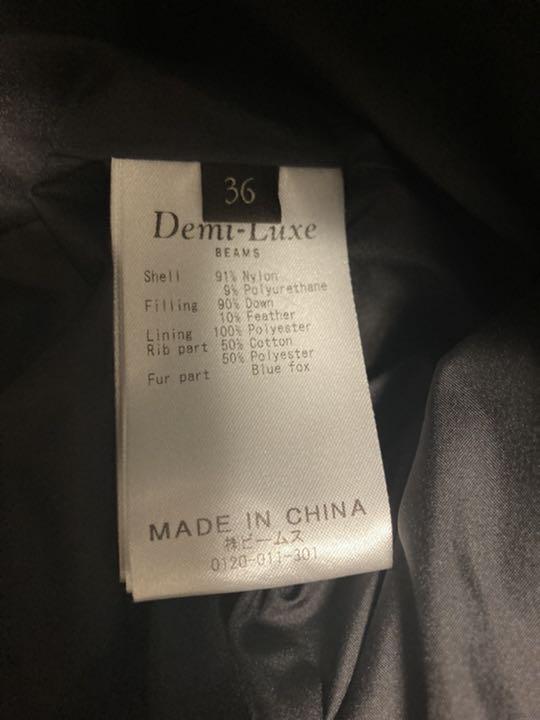 36
Demi-Luxe
BEAMS
Shell 91% Nylon
9% Polyurethane
Filling 90% Down
10% Feather
Lining 100% Polyester
Rib part 50% Cotton
50% Polyester
Fur part Blue fox
MADE IN CHINA
㈱ビームス
0120-011-301